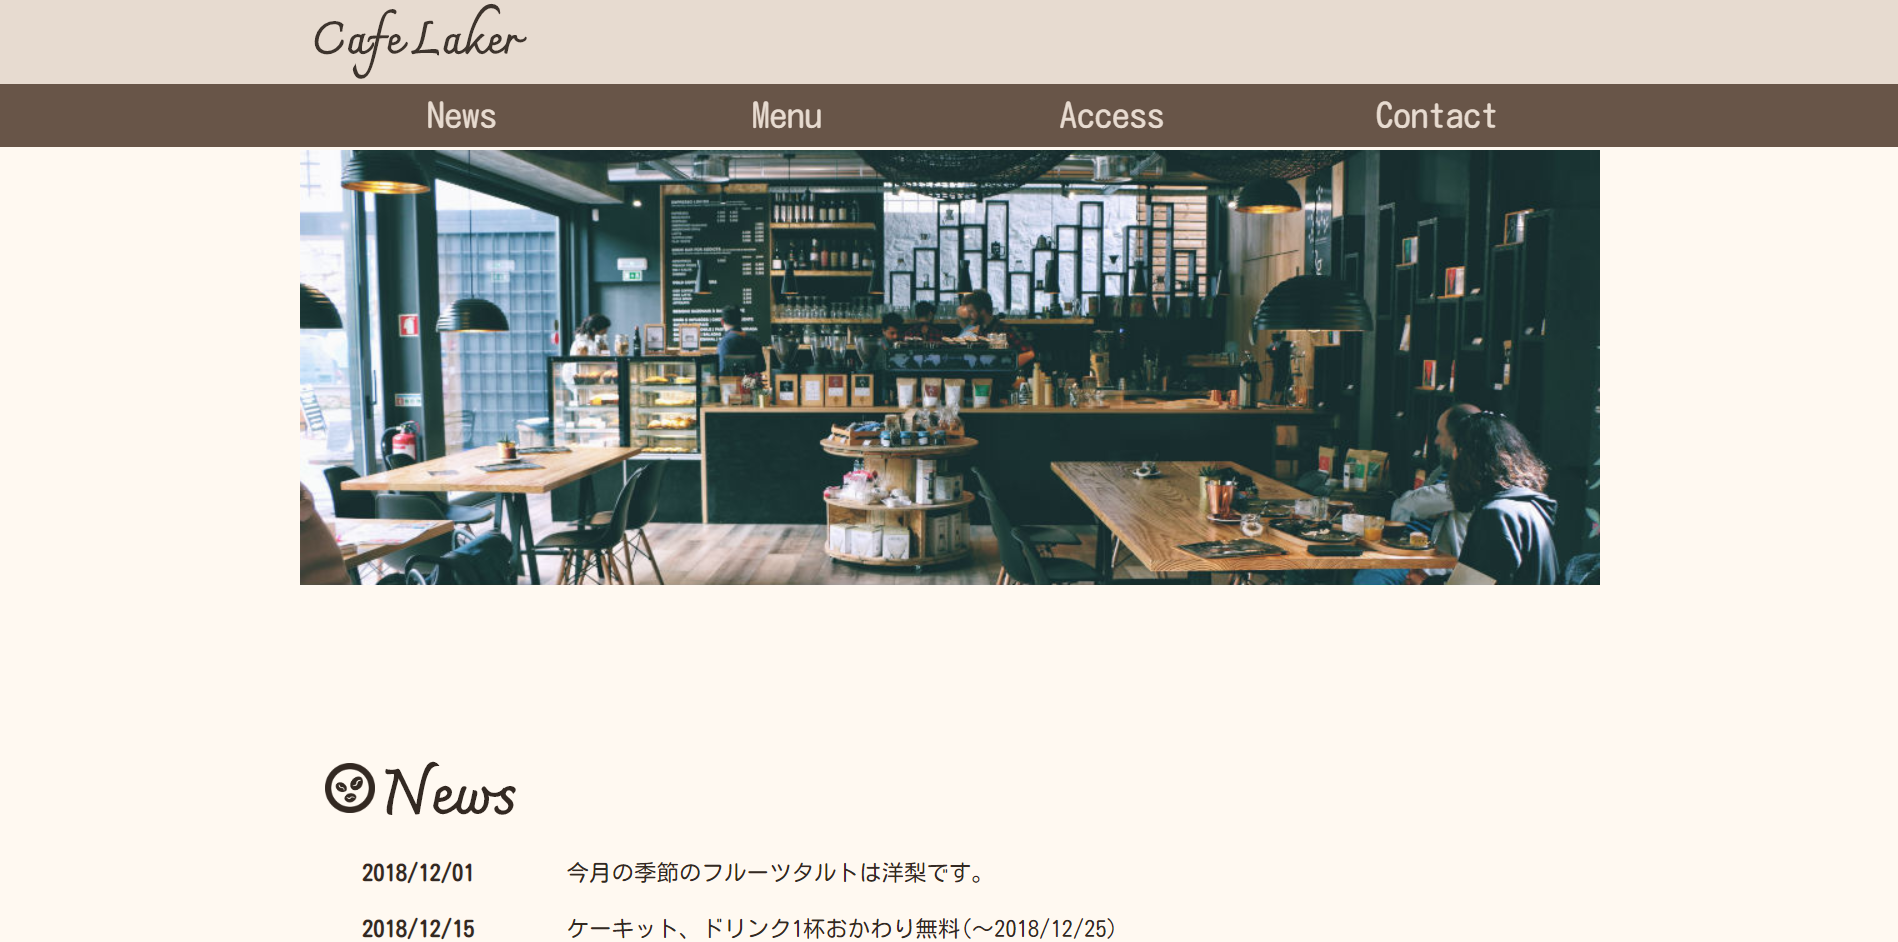 Cafe Laker
News Menu Access Contact
News
2018/12/01 今月の季節のフルーツタルトは洋梨です。
2018/12/15 ケーキット、ドリンク1杯おかわり無料(～2018/12/25)